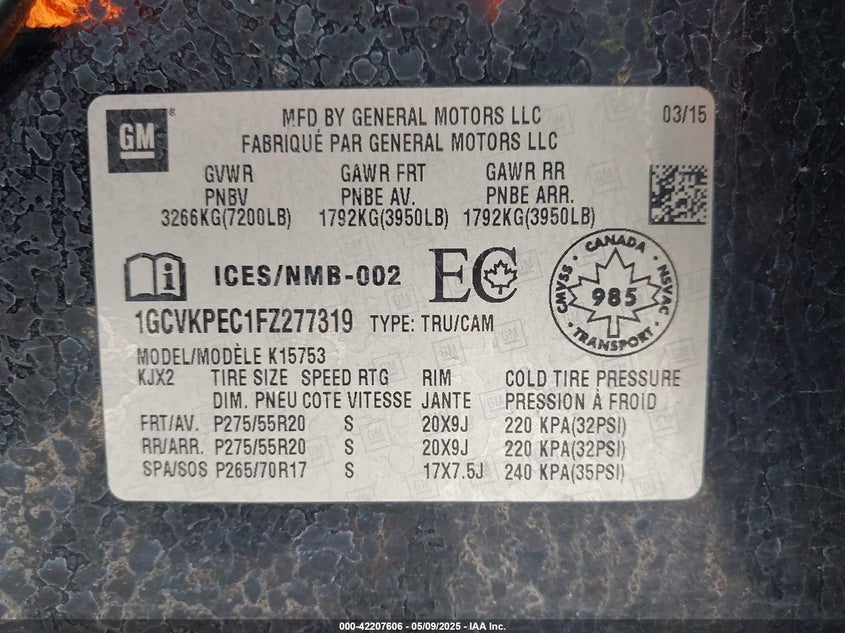 GM
MFD BY GENERAL MOTORS LLC 03/15
FABRIQUÉ PAR GENERAL MOTORS LLC
GVWR GAWR FRT GAWR RR
PNBV PNBE AV. PNBE ARR.
3266KG(7200LB) 1792KG(3950LB) 1792KG(3950LB)
ICES/NMB-002 EC
CANADA
CMVSS 985 NSVAC
TRANSPORT
1GCVKPEC1FZ277319 TYPE: TRU/CAM
MODEL/MODÈLE K15753
KJX2 TIRE SIZE SPEED RTG RIM COLD TIRE PRESSURE
DIM. PNEU COTE VITESSE JANTE PRESSION À FROID
FRT/AV. P275/55R20 S 20X9J 220 KPA(32PSI)
RR/ARR. P275/55R20 S 20X9J 220 KPA(32PSI)
SPA/SOS P265/70R17 S 17X7.5J 240 KPA(35PSI)
000-42207606 - 05/09/2025 - IAA Inc.